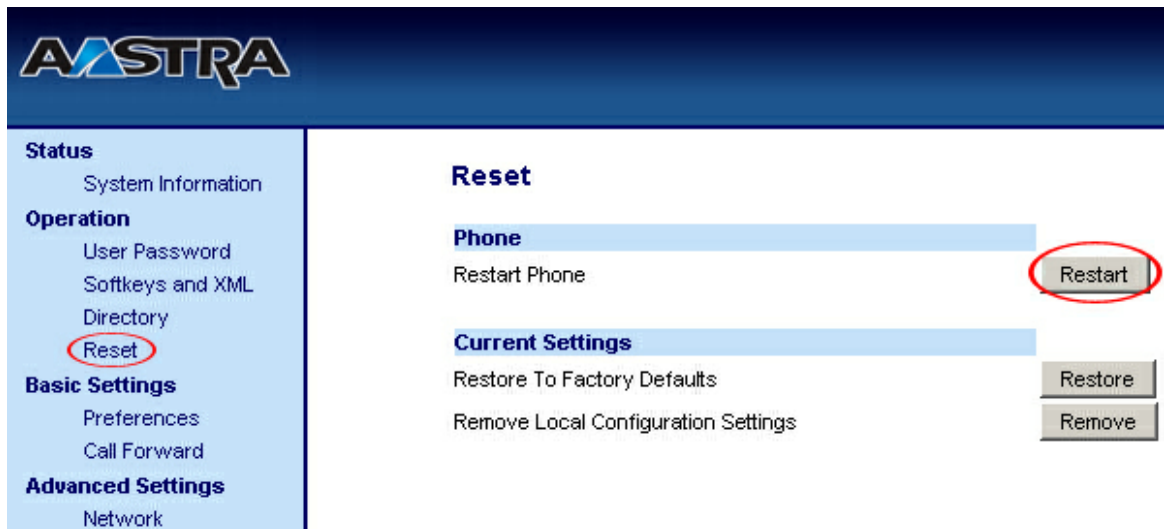 AASTRA
Status
System Information
Operation
User Password
Softkeys and XML
Directory
Reset
Basic Settings
Preferences
Call Forward
Advanced Settings
Network
Reset
Phone
Restart Phone
Restart
Current Settings
Restore To Factory Defaults
Restore
Remove Local Configuration Settings
Remove